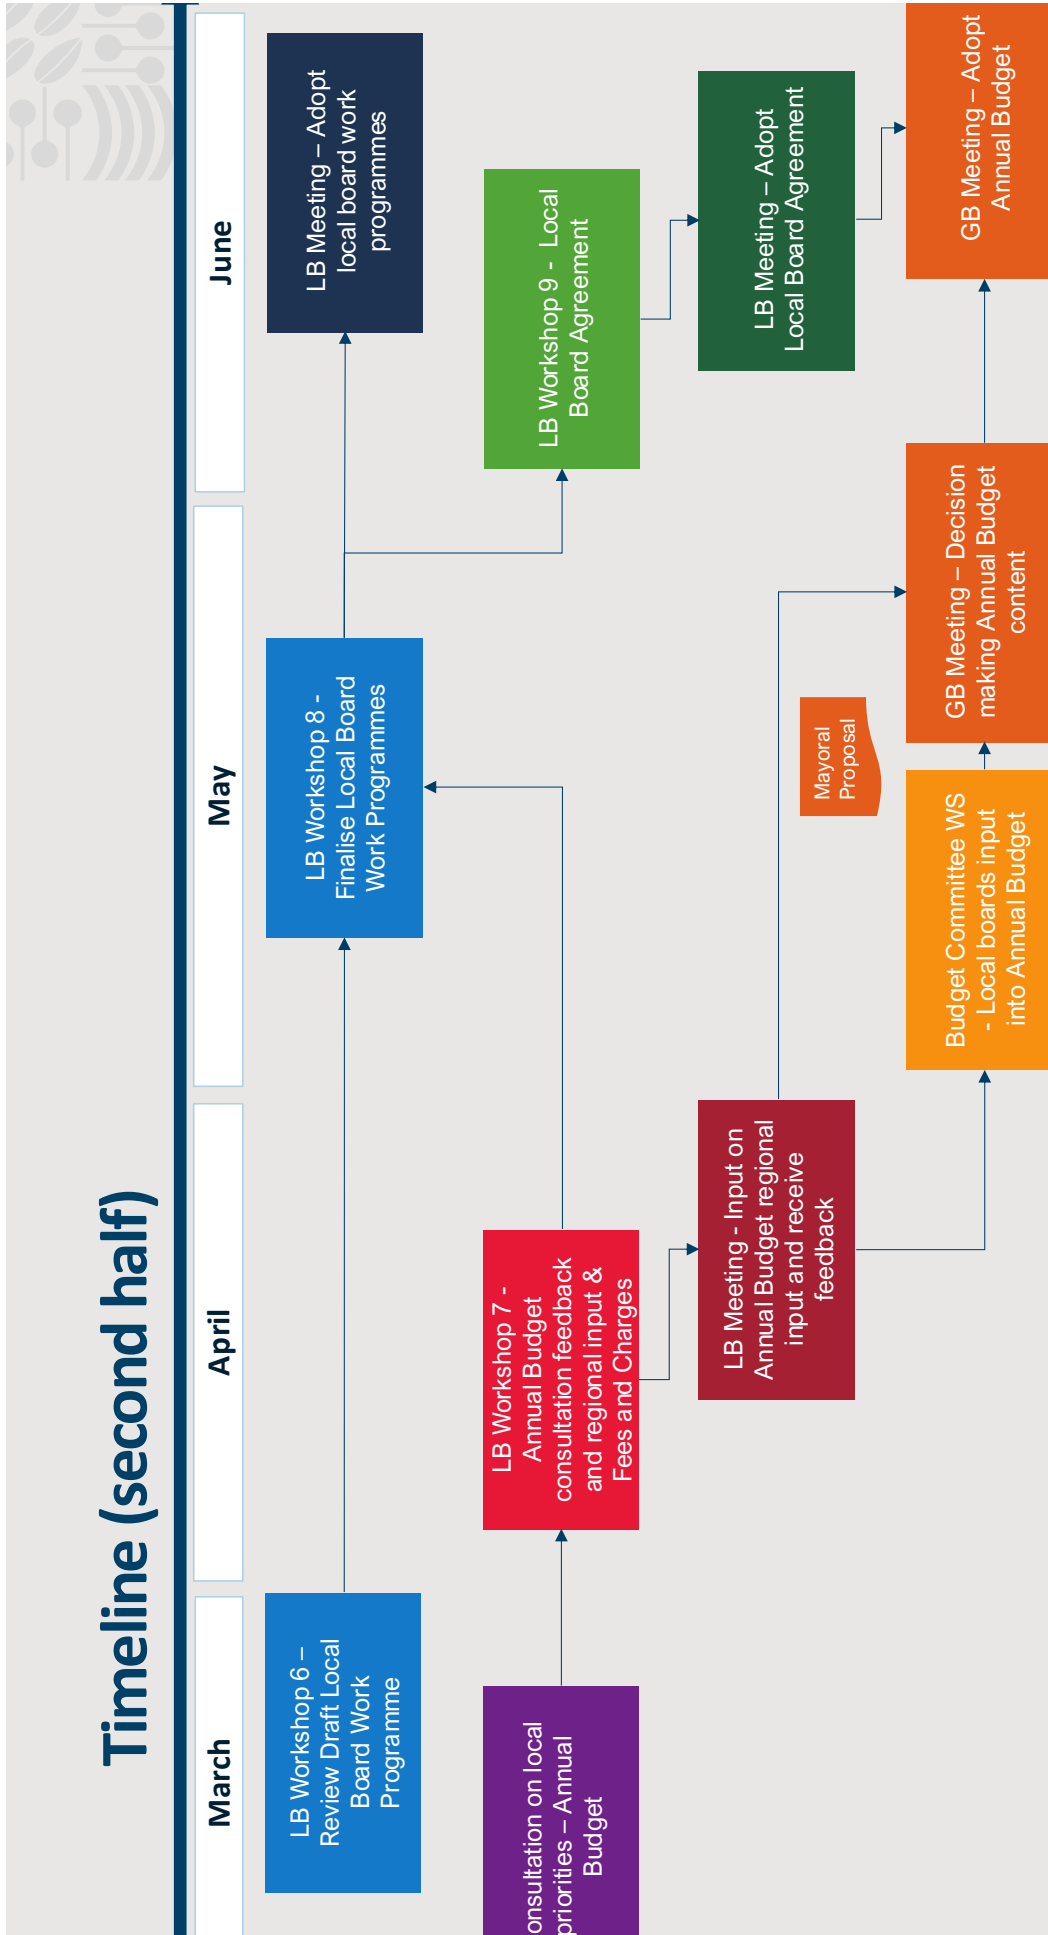 Timeline (second half)
March
April
May
June
LB Workshop 6 –
Review Draft Local
Board Work
Programme
LB Workshop 8 -
Finalise Local Board
Work Programmes
LB Meeting – Adopt
local board work
programmes
onsultation on local
priorities – Annual
Budget
LB Workshop 7 -
Annual Budget
consultation feedback
and regional input &
Fees and Charges
LB Workshop 9 - Local
Board Agreement
LB Meeting - Input on
Annual Budget regional
input and receive
feedback
LB Meeting – Adopt
Local Board Agreement
Mayoral
Proposal
Budget Committee WS
- Local boards input
into Annual Budget
GB Meeting – Decision
making Annual Budget
content
GB Meeting – Adopt
Annual Budget